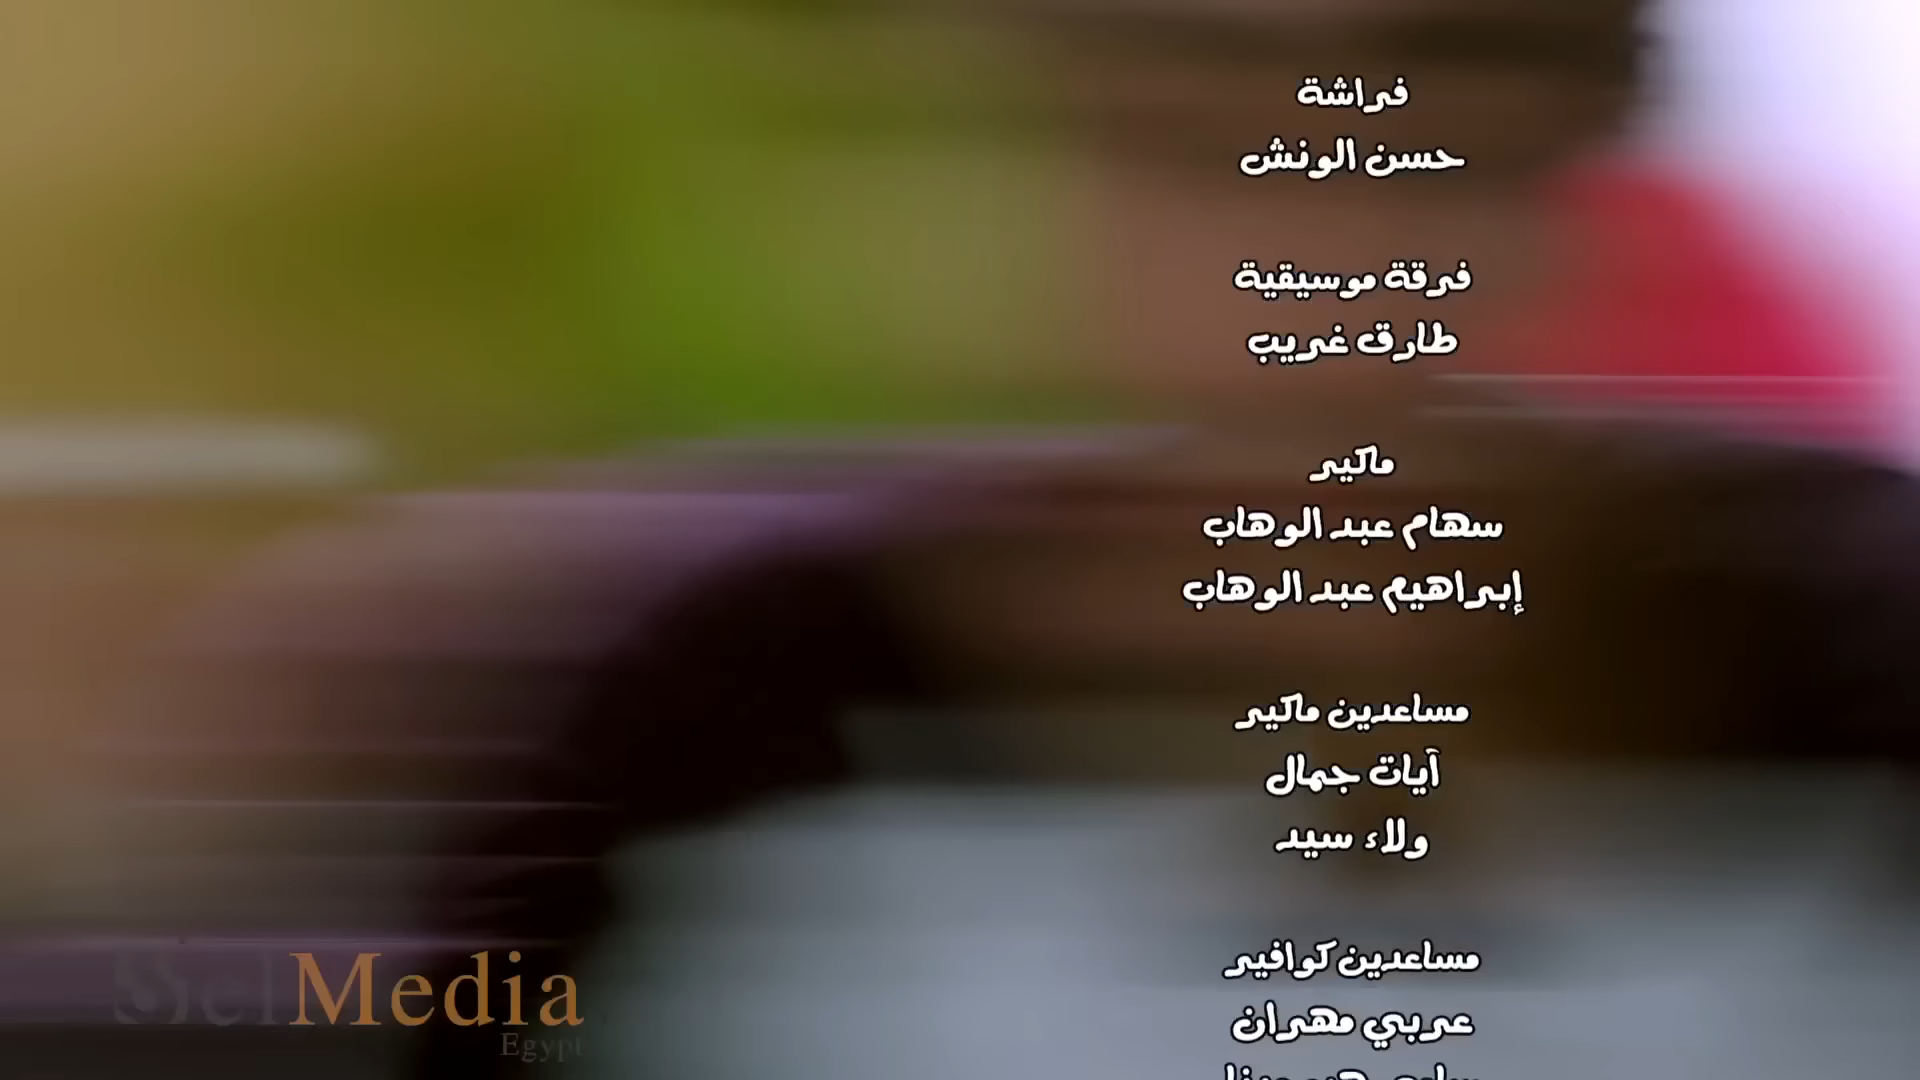 فراشة
حسن الونش
فرقة موسيقية
طارق غريب
ماكير
سهام عبد الوهاب
إبراهيم عبد الوهاب
مساعدين ماكير
آيات جمال
ولاء سيد
مساعدين كوافير
عربي مهران
SelMedia
Egypt